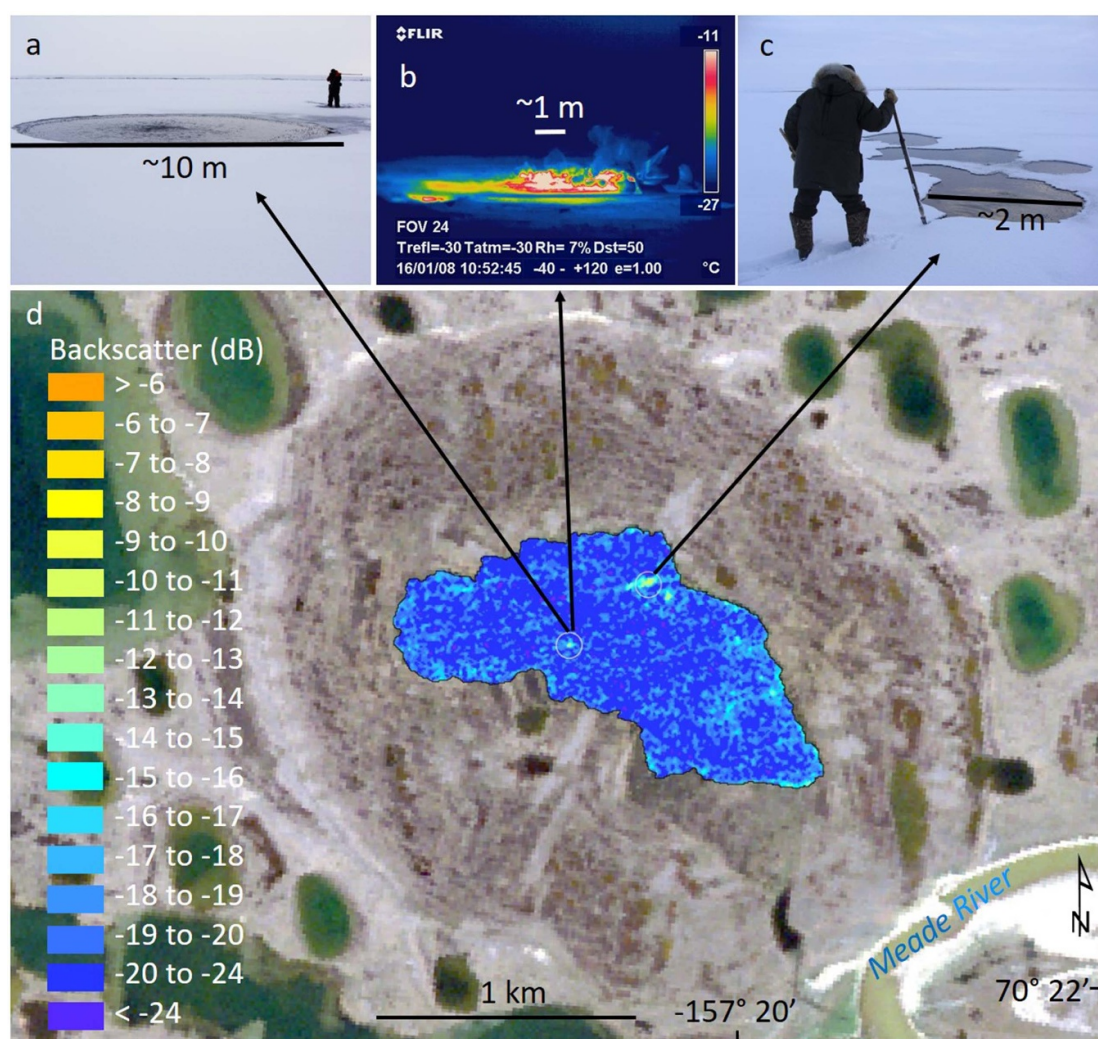 a
~10 m
FLIR
b
-11
~1 m
-27
FOV 24
Trefl=-30 Tatm=-30 Rh= 7% Dst=50
16/01/08 10:52:45 -40 - +120 e=1.00 °C
c
~2 m
d
Backscatter (dB)
> -6
-6 to -7
-7 to -8
-8 to -9
-9 to -10
-10 to -11
-11 to -12
-12 to -13
-13 to -14
-14 to -15
-15 to -16
-16 to -17
-17 to -18
-18 to -19
-19 to -20
-20 to -24
< -24
1 km
-157° 20’
70° 22’
Meade River
N